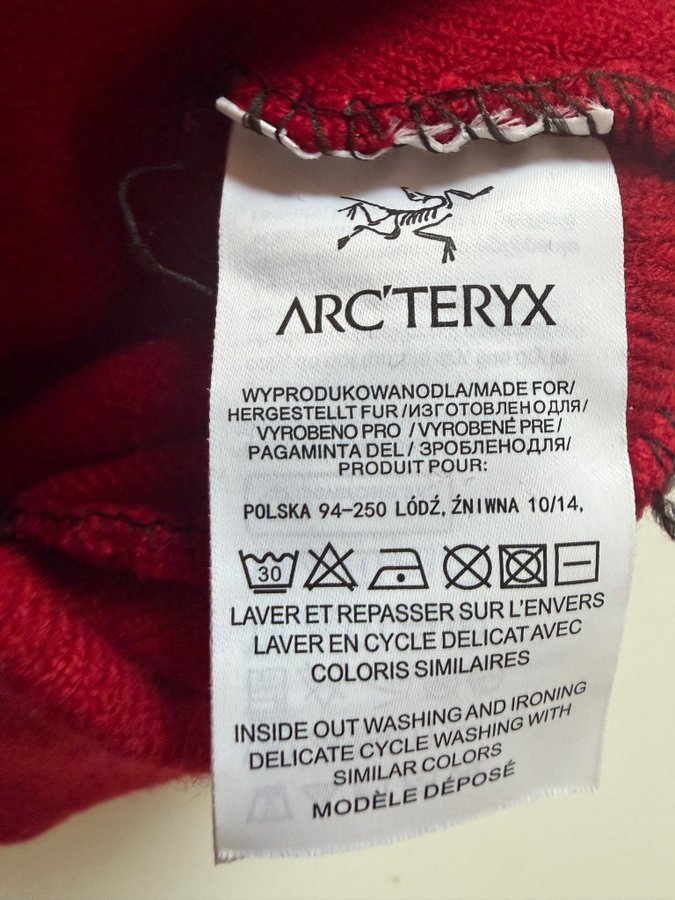 ARC'TERYX
WYPRODUKOWANODLA/MADE FOR/
HERGESTELLT FUR /ИЗГОТОВЛЕНОДЛЯ/
VYROBENO PRO / VYROBENÉ PRE /
PAGAMINTA DEL / ЗРОБЛЕНОДЛЯ/
PRODUIT POUR:
POLSKA 94-250 LÓDŹ, ŹNIWNA 10/14,
30
LAVER ET REPASSER SUR L'ENVERS
LAVER EN CYCLE DELICAT AVEC
COLORIS SIMILAIRES
INSIDE OUT WASHING AND IRONING
DELICATE CYCLE WASHING WITH
SIMILAR COLORS
MODÈLE DÉPOSÉ